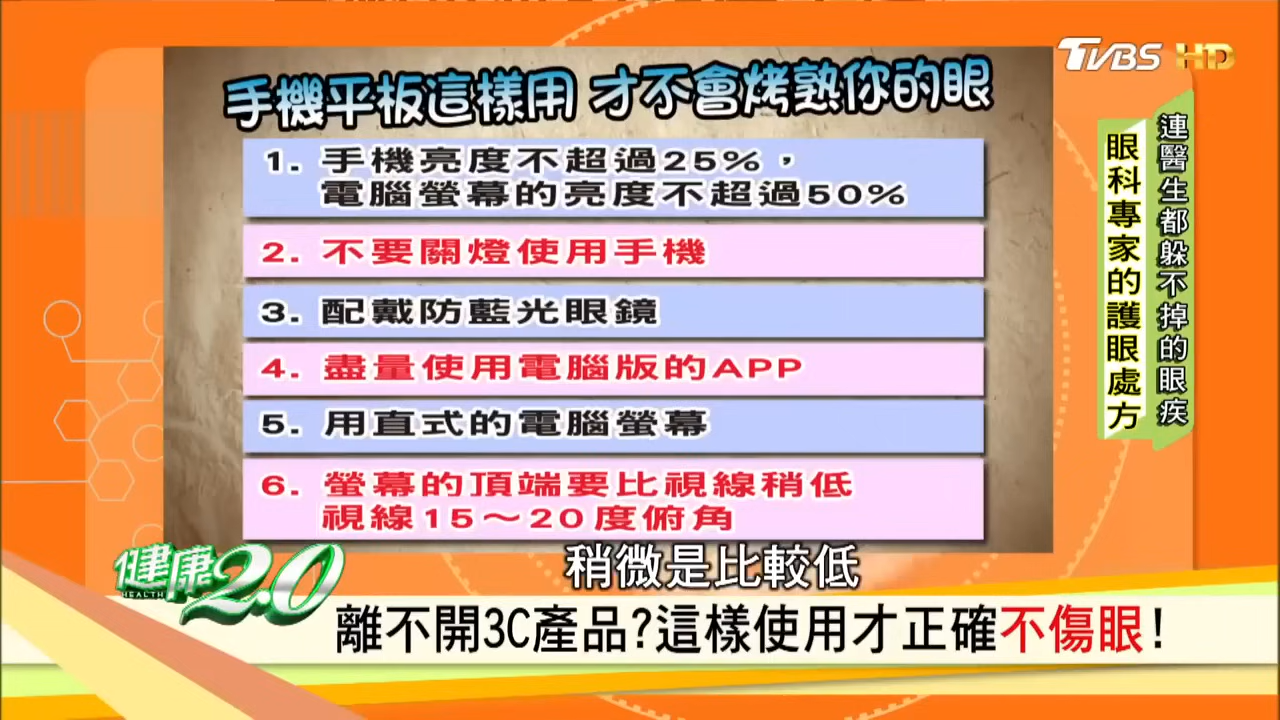 TVBS HD
手機平板這樣用 才不會烤熟你的眼
1. 手機亮度不超過25%，
電腦螢幕的亮度不超過50%
2. 不要關燈使用手機
3. 配戴防藍光眼鏡
4. 盡量使用電腦版的APP
5. 用直式的電腦螢幕
6. 螢幕的頂端要比視線稍低
視線15～20度俯角
連醫生都躲不掉的眼疾
眼科專家的護眼處方
稍微是比較低
健康2.0
HEALTH
離不開3C產品?這樣使用才正確不傷眼!